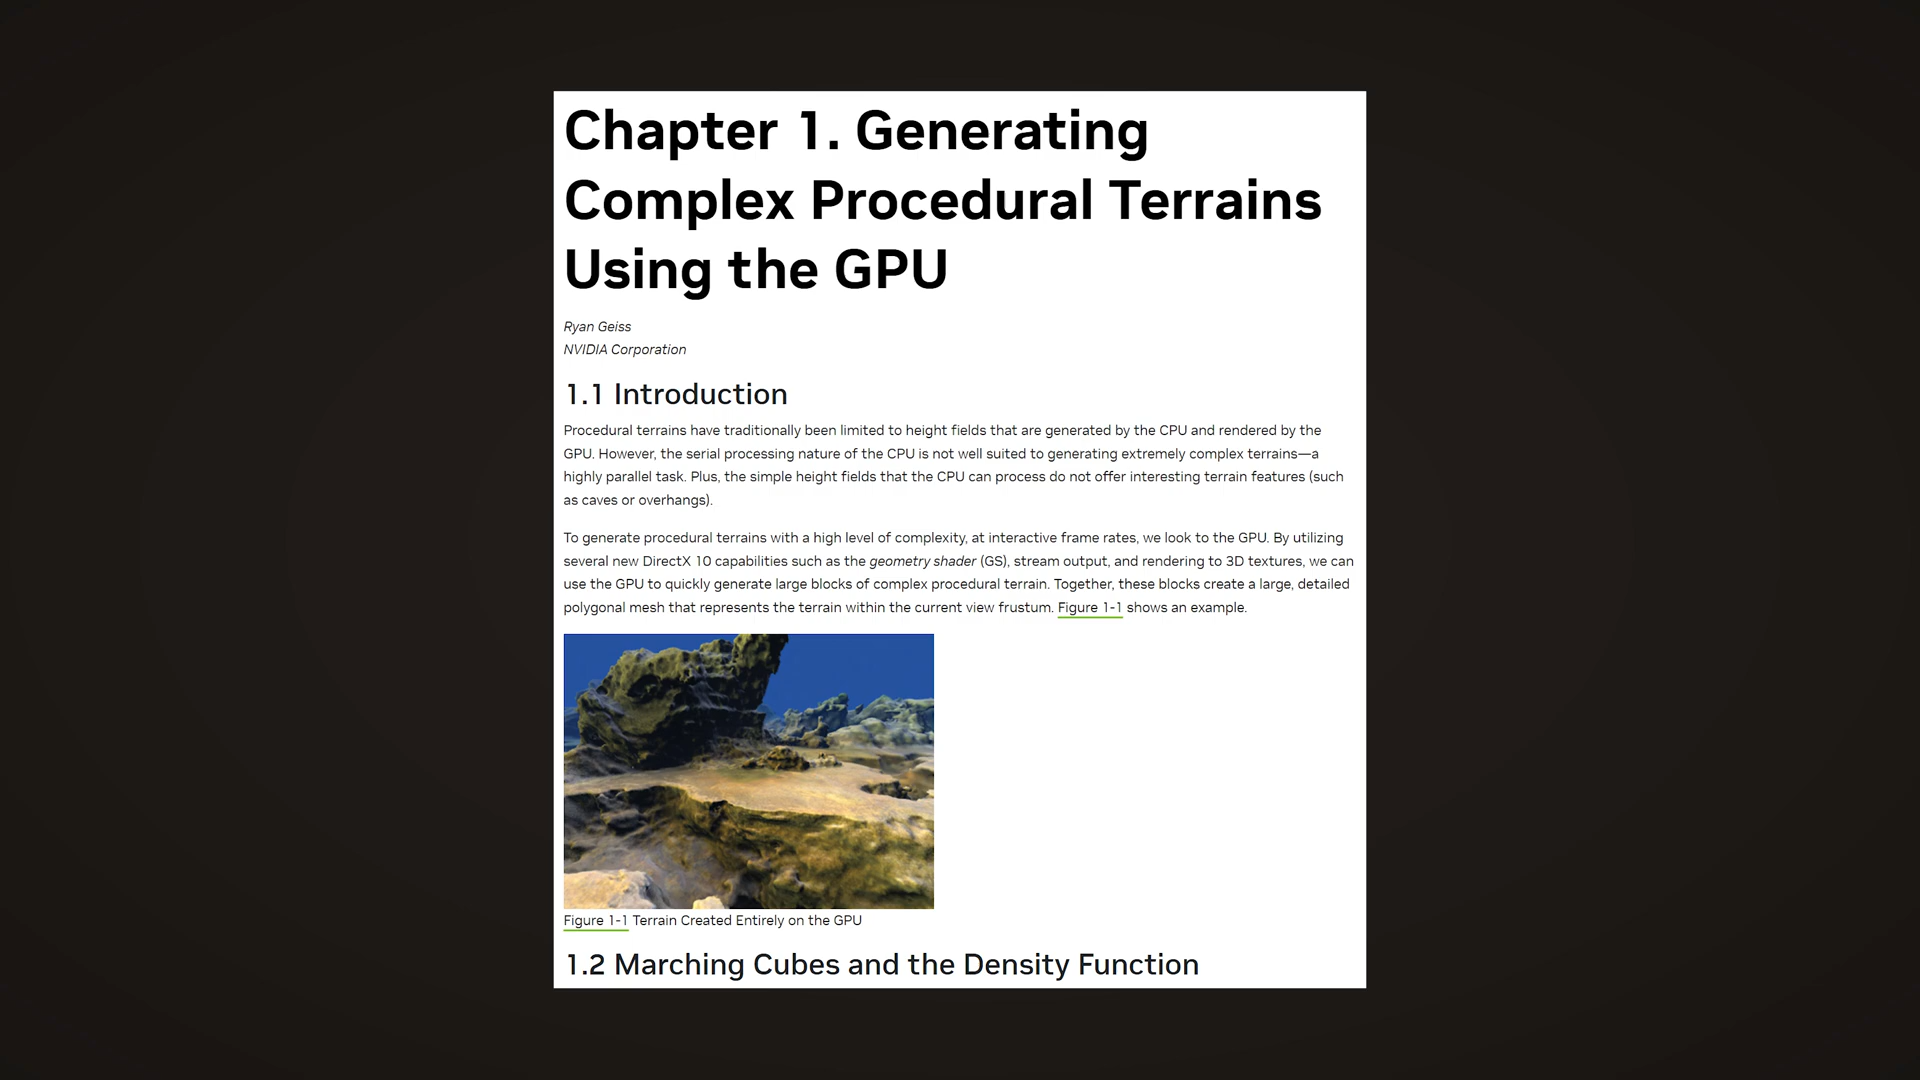 Chapter 1. Generating
Complex Procedural Terrains
Using the GPU
Ryan Geiss
NVIDIA Corporation
1.1 Introduction
Procedural terrains have traditionally been limited to height fields that are generated by the CPU and rendered by the
GPU. However, the serial processing nature of the CPU is not well suited to generating extremely complex terrains—a
highly parallel task. Plus, the simple height fields that the CPU can process do not offer interesting terrain features (such
as caves or overhangs).
To generate procedural terrains with a high level of complexity, at interactive frame rates, we look to the GPU. By utilizing
several new DirectX 10 capabilities such as the geometry shader (GS), stream output, and rendering to 3D textures, we can
use the GPU to quickly generate large blocks of complex procedural terrain. Together, these blocks create a large, detailed
polygonal mesh that represents the terrain within the current view frustum. Figure 1-1 shows an example.
Figure 1-1 Terrain Created Entirely on the GPU
1.2 Marching Cubes and the Density Function